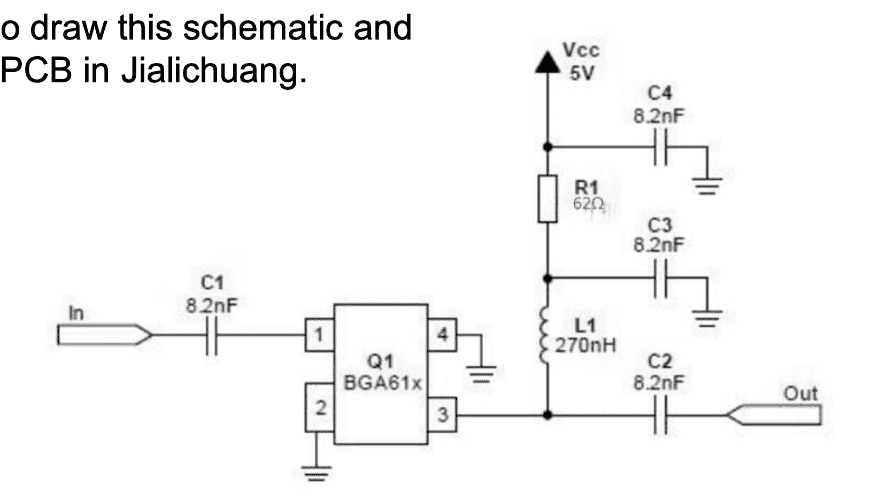 o draw this schematic and
PCB in Jialichuang.
Vcc
5V
C4
8.2nF
R1
62Ω
C3
8.2nF
C1
8.2nF
In
1
4
L1
270nH
Q1
BGA61x
C2
8.2nF
Out
2
3